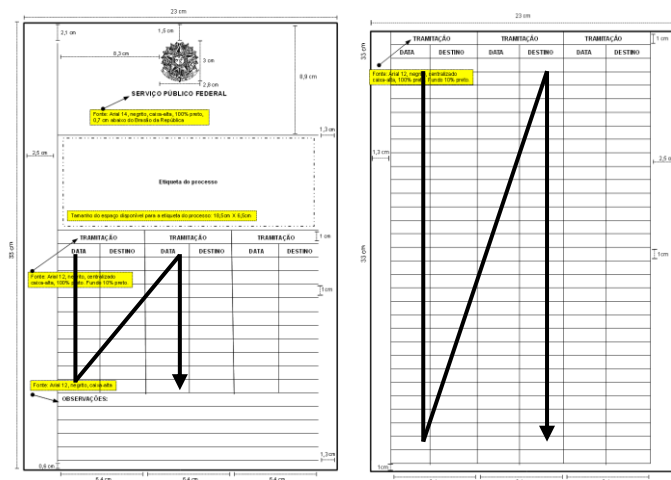 23 cm
2,1 cm
1,5 cm
8,3 cm
3 cm
2,8 cm
8,9 cm
SERVIÇO PÚBLICO FEDERAL
Fonte: Arial 14, negrito, caixa-alta, 100% preto,
0,7 cm abaixo do Brasão da República
1,3 cm
2,5 cm
Etiqueta do processo
Tamanho do espaço disponível para a etiqueta do processo: 16,5cm X 6,5cm
33 cm
TRAMITAÇÃO TRAMITAÇÃO TRAMITAÇÃO
1 cm
DATA DESTINO DATA DESTINO DATA DESTINO
Fonte: Arial 12, negrito, centralizado
caixa-alta, 100% preto. Fundo 10% preto
1cm
Fonte: Arial 12, negrito, caixa-alta
OBSERVAÇÕES:
1,3 cm
0,6 cm
5,4 cm 5,4 cm 5,4 cm
23 cm
TRAMITAÇÃO TRAMITAÇÃO TRAMITAÇÃO
1 cm
DATA DESTINO DATA DESTINO DATA DESTINO
33 cm
Fonte: Arial 12, negrito, centralizado
caixa-alta, 100% preto. Fundo 10% preto
1,3 cm
2,5 cm
33 cm
1cm
1cm